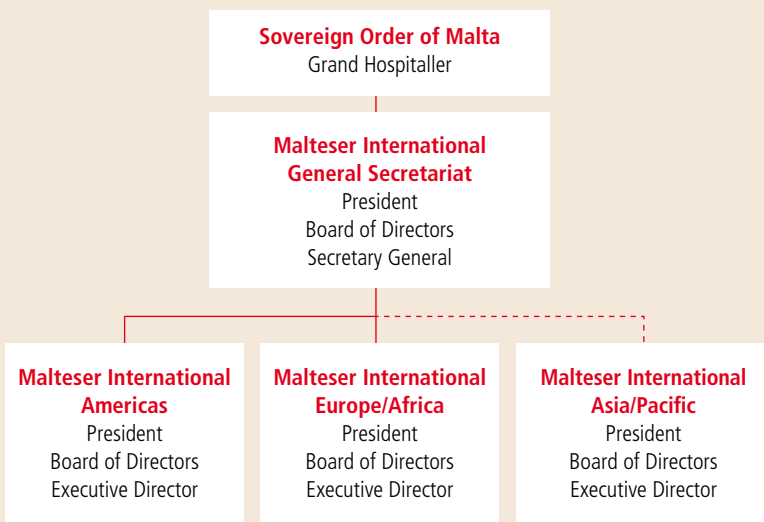 Sovereign Order of Malta
Grand Hospitaller
Malteser International
General Secretariat
President
Board of Directors
Secretary General
Malteser International
Americas
President
Board of Directors
Executive Director
Malteser International
Europe/Africa
President
Board of Directors
Executive Director
Malteser International
Asia/Pacific
President
Board of Directors
Executive Director